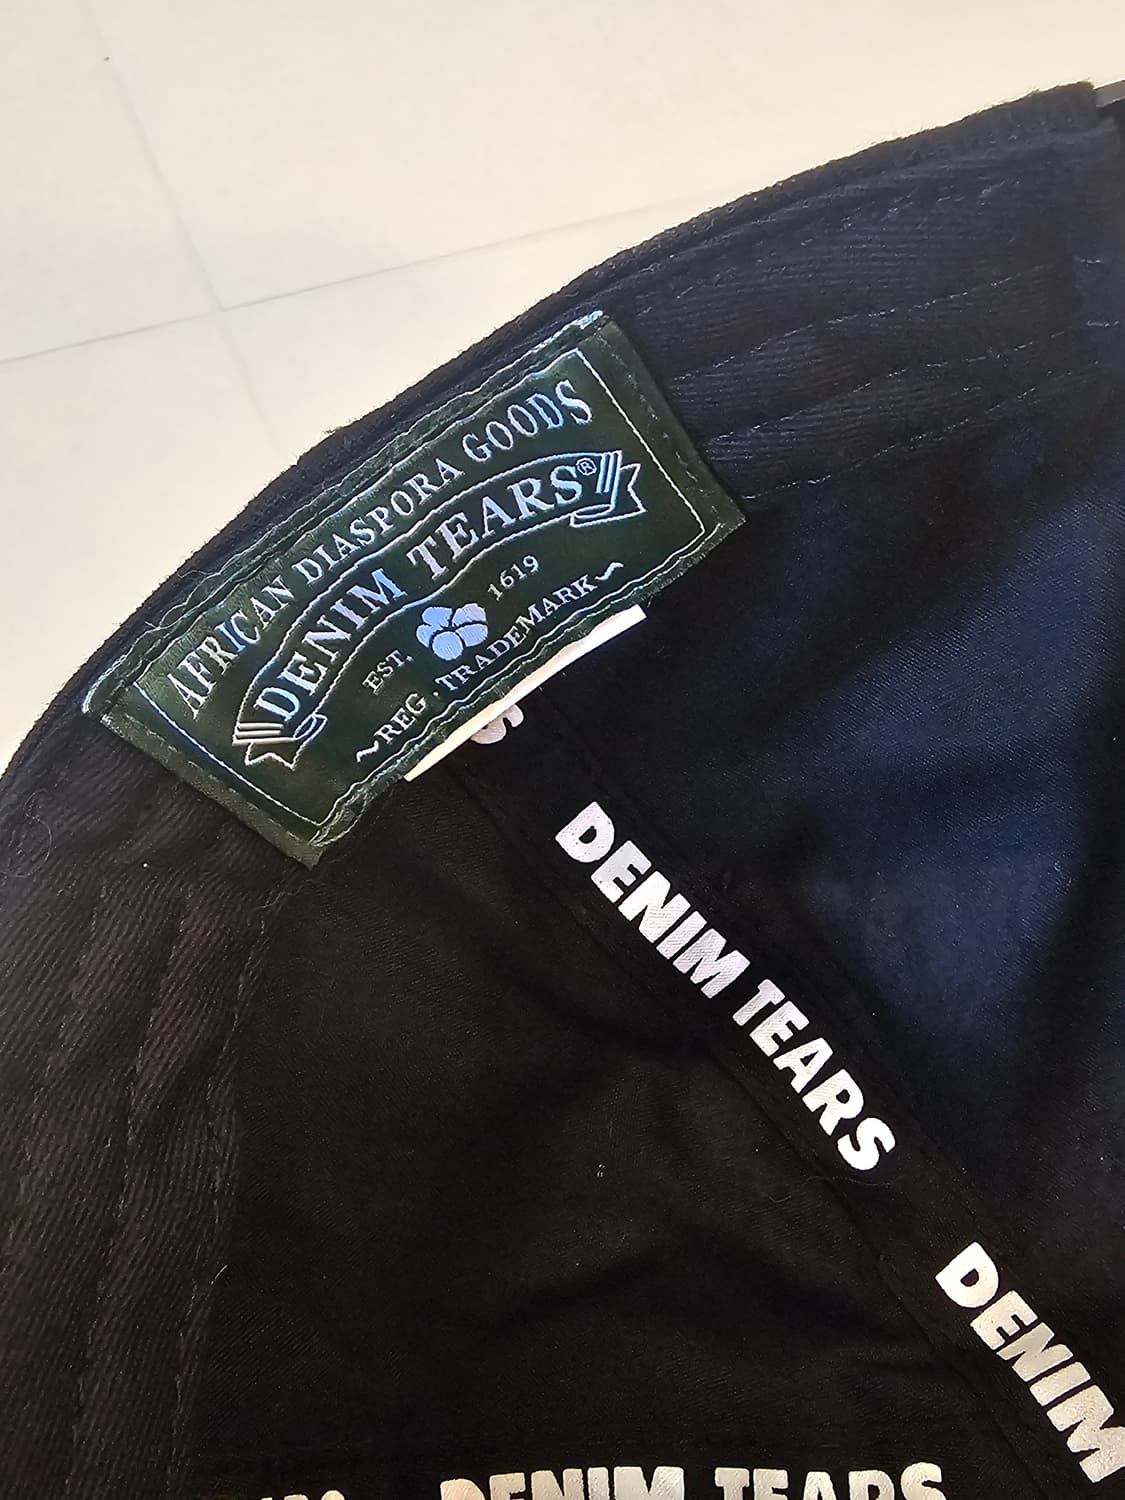 AFRICAN DIASPORA GOODS
DENIM TEARS®
EST. 1619
~REG. TRADEMARK~
S
DENIM TEARS
DENIM
DENIM TEARS